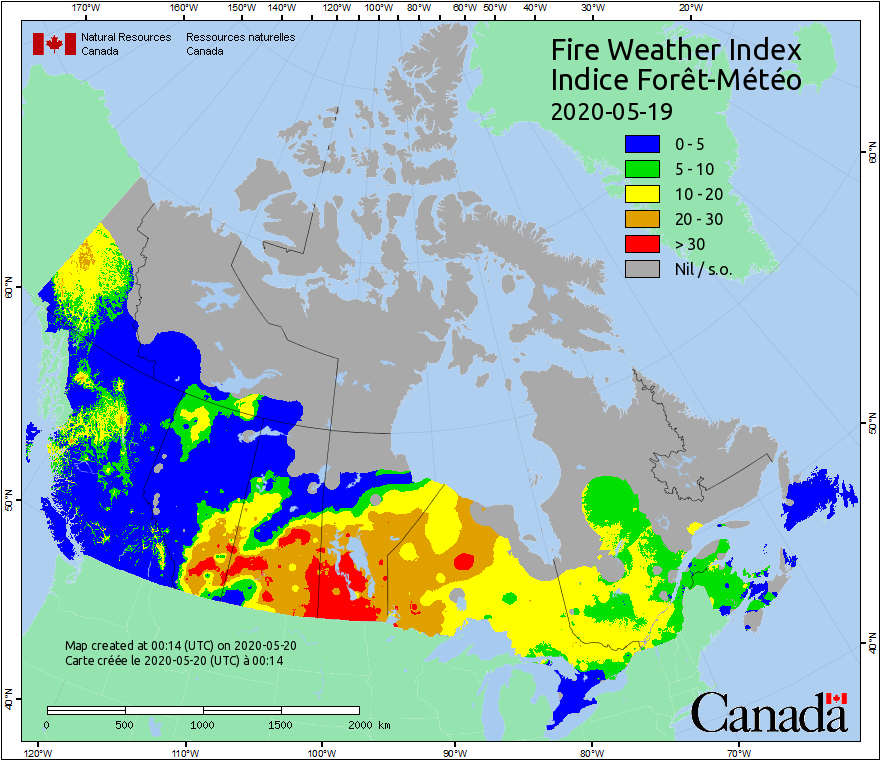 170°W 160°W 150°W 140°W 130°W 120°W 110°W 100°W 90°W 80°W 60°W 50°W 40°W 30°W 20°W
Natural Resources Canada
Ressources naturelles Canada
Fire Weather Index
Indice Forêt-Météo
2020-05-19
0 - 5
5 - 10
10 - 20
20 - 30
> 30
Nil / s.o.
60°N
50°N
40°N
60°N
50°N
40°N
Map created at 00:14 (UTC) on 2020-05-20
Carte créée le 2020-05-20 (UTC) à 00:14
0 500 1000 1500 2000 km
Canada
120°W 110°W 100°W 90°W 80°W 70°W